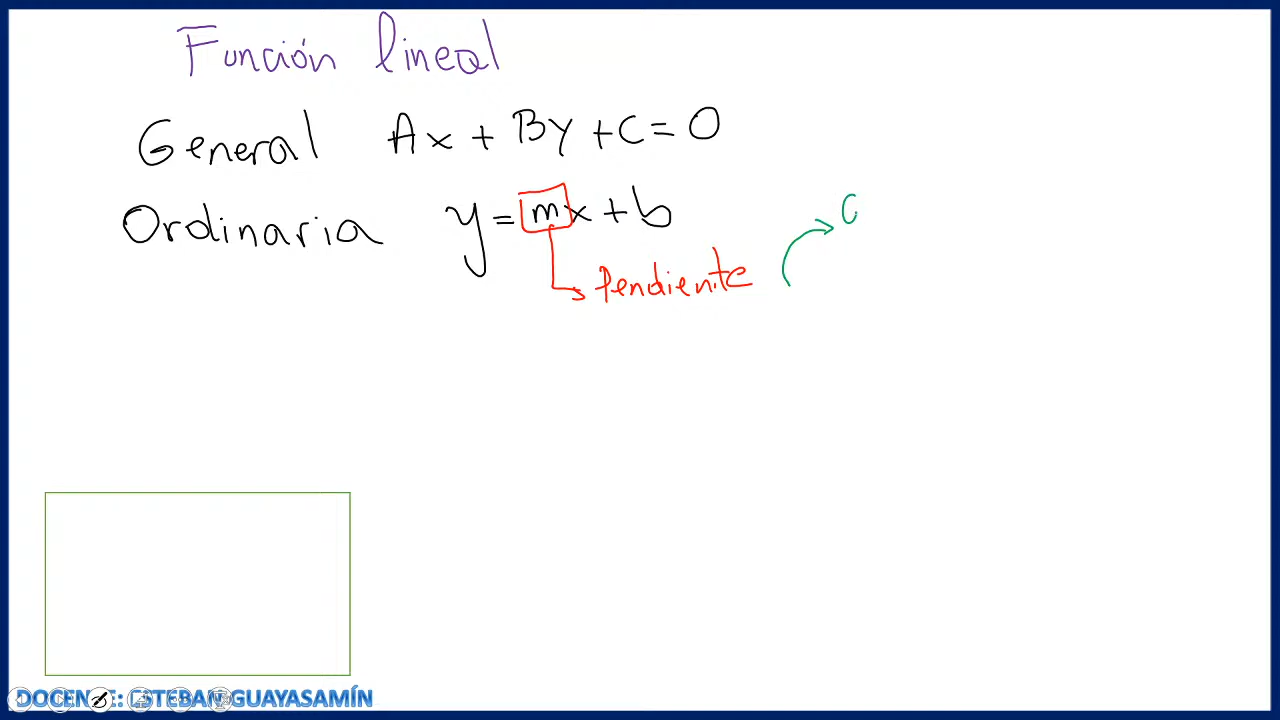 Función lineal
General Ax + By + C = 0
Ordinaria y = mx + b
C
Pendiente
DOCENTE: ESTEBAN GUAYASAMÍN